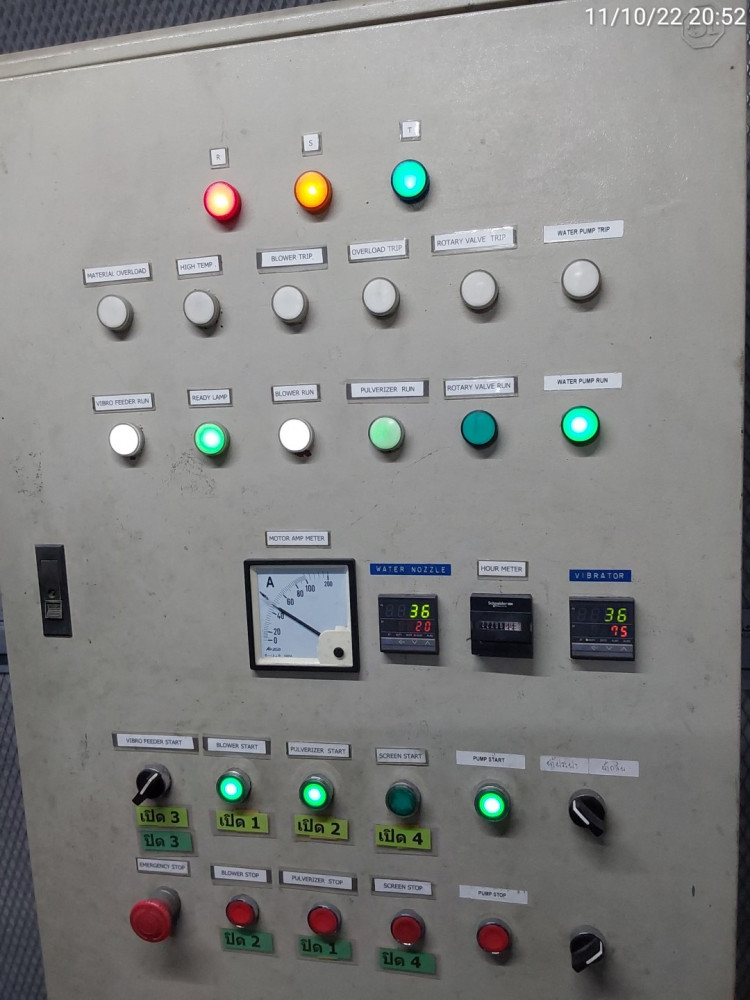 11/10/22 20:52
R
S
T
MATERIAL OVERLOAD
HIGH TEMP.
BLOWER TRIP
OVERLOAD TRIP
ROTARY VALVE TRIP
WATER PUMP TRIP
VIBRO FEEDER RUN
READY LAMP
BLOWER RUN
PULVERIZER RUN
ROTARY VALVE RUN
WATER PUMP RUN
MOTOR AMP METER
WATER NOZZLE
HOUR METER
VIBRATOR
A
0
20
40
60
80
100
200
36
20
Schneider
36
75
VIBRO FEEDER START
BLOWER START
PULVERIZER START
SCREEN START
PUMP START
เปิด 3
ปิด 3
เปิด 1
เปิด 2
เปิด 4
EMERGENCY STOP
BLOWER STOP
PULVERIZER STOP
SCREEN STOP
PUMP STOP
ปิด 2
ปิด 1
ปิด 4